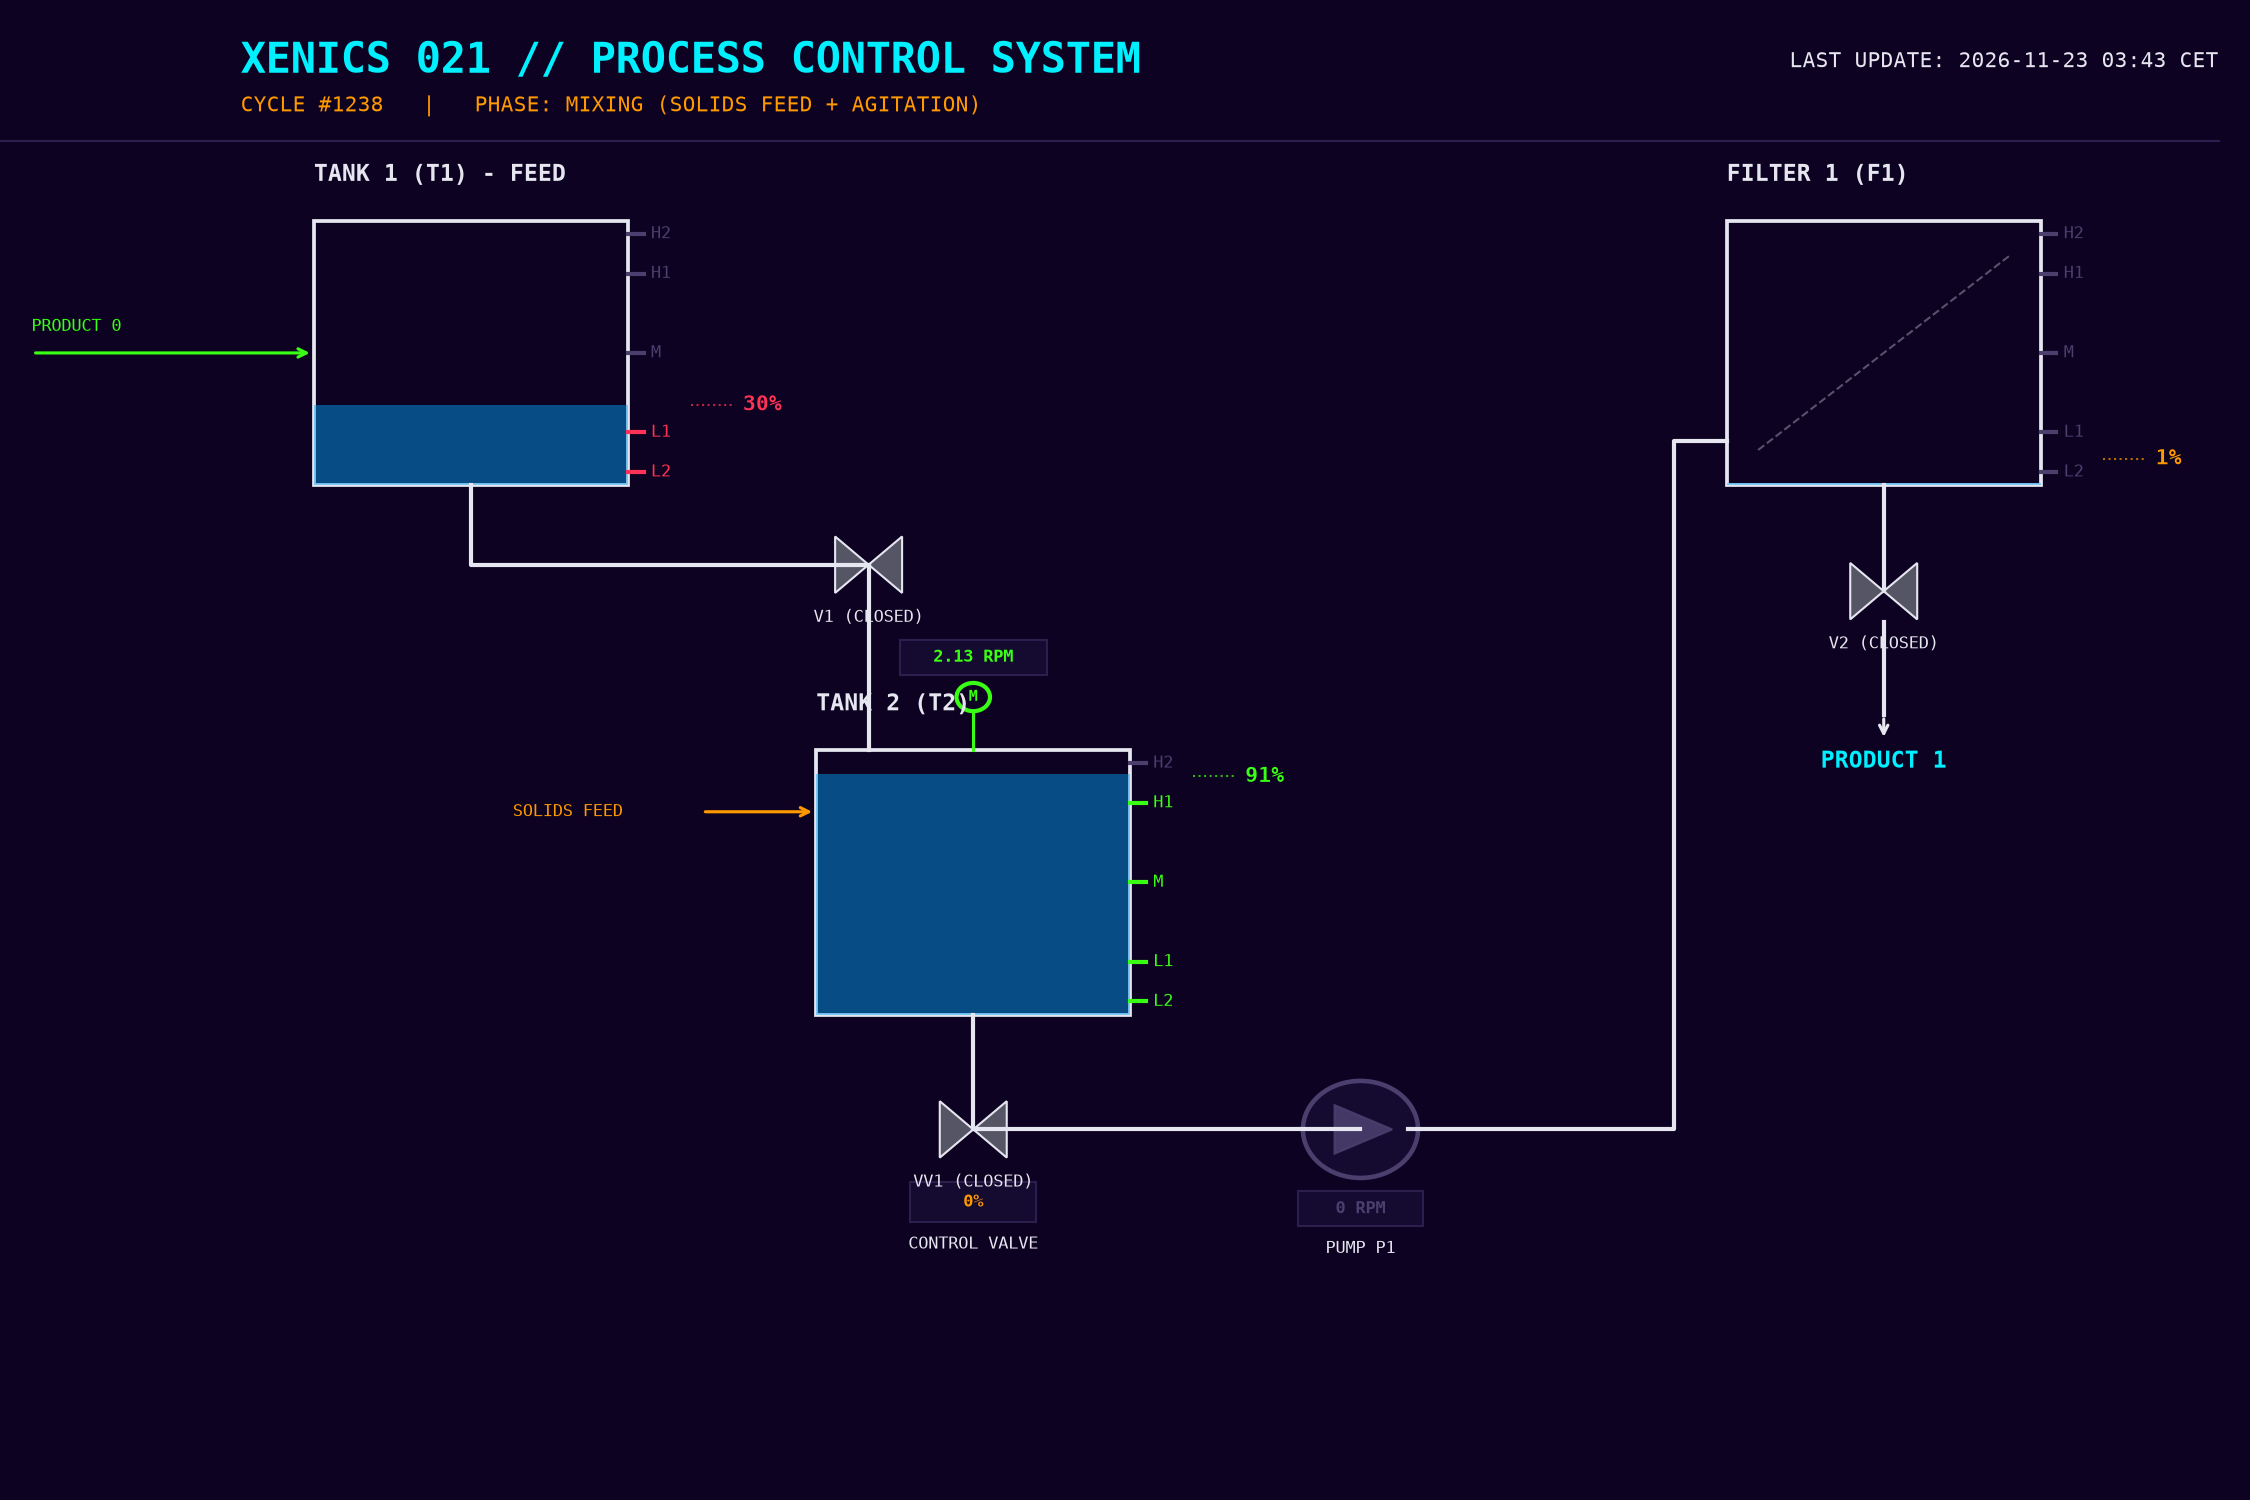 XENICS 021 // PROCESS CONTROL SYSTEM
LAST UPDATE: 2026-11-23 03:43 CET
CYCLE #1238 | PHASE: MIXING (SOLIDS FEED + AGITATION)
TANK 1 (T1) - FEED
H2
H1
M
L1
L2
30%
PRODUCT 0
FILTER 1 (F1)
H2
H1
M
L1
L2
1%
V1 (CLOSED)
V2 (CLOSED)
PRODUCT 1
2.13 RPM
M
TANK 2 (T2)
H2
H1
M
L1
L2
91%
SOLIDS FEED
VV1 (CLOSED)
0%
CONTROL VALVE
0 RPM
PUMP P1